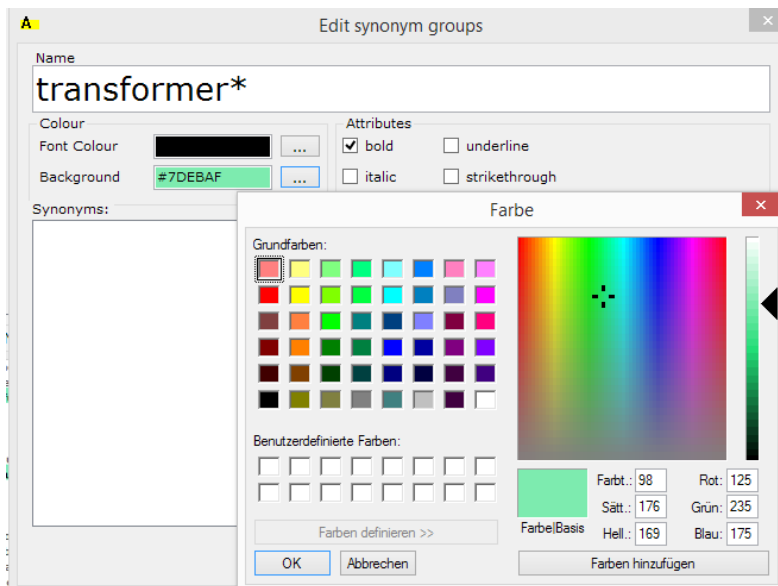 A
Edit synonym groups
Name
transformer*
Colour
Attributes
Font Colour
...
bold
underline
Background
#7DEBAF
...
italic
strikethrough
Synonyms:
Farbe
Grundfarben:
Benutzerdefinierte Farben:
Farben definieren >>
OK
Abbrechen
Farbe|Basis
Farbt.: 98
Rot: 125
Sätt.: 176
Grün: 235
Hell.: 169
Blau: 175
Farben hinzufügen